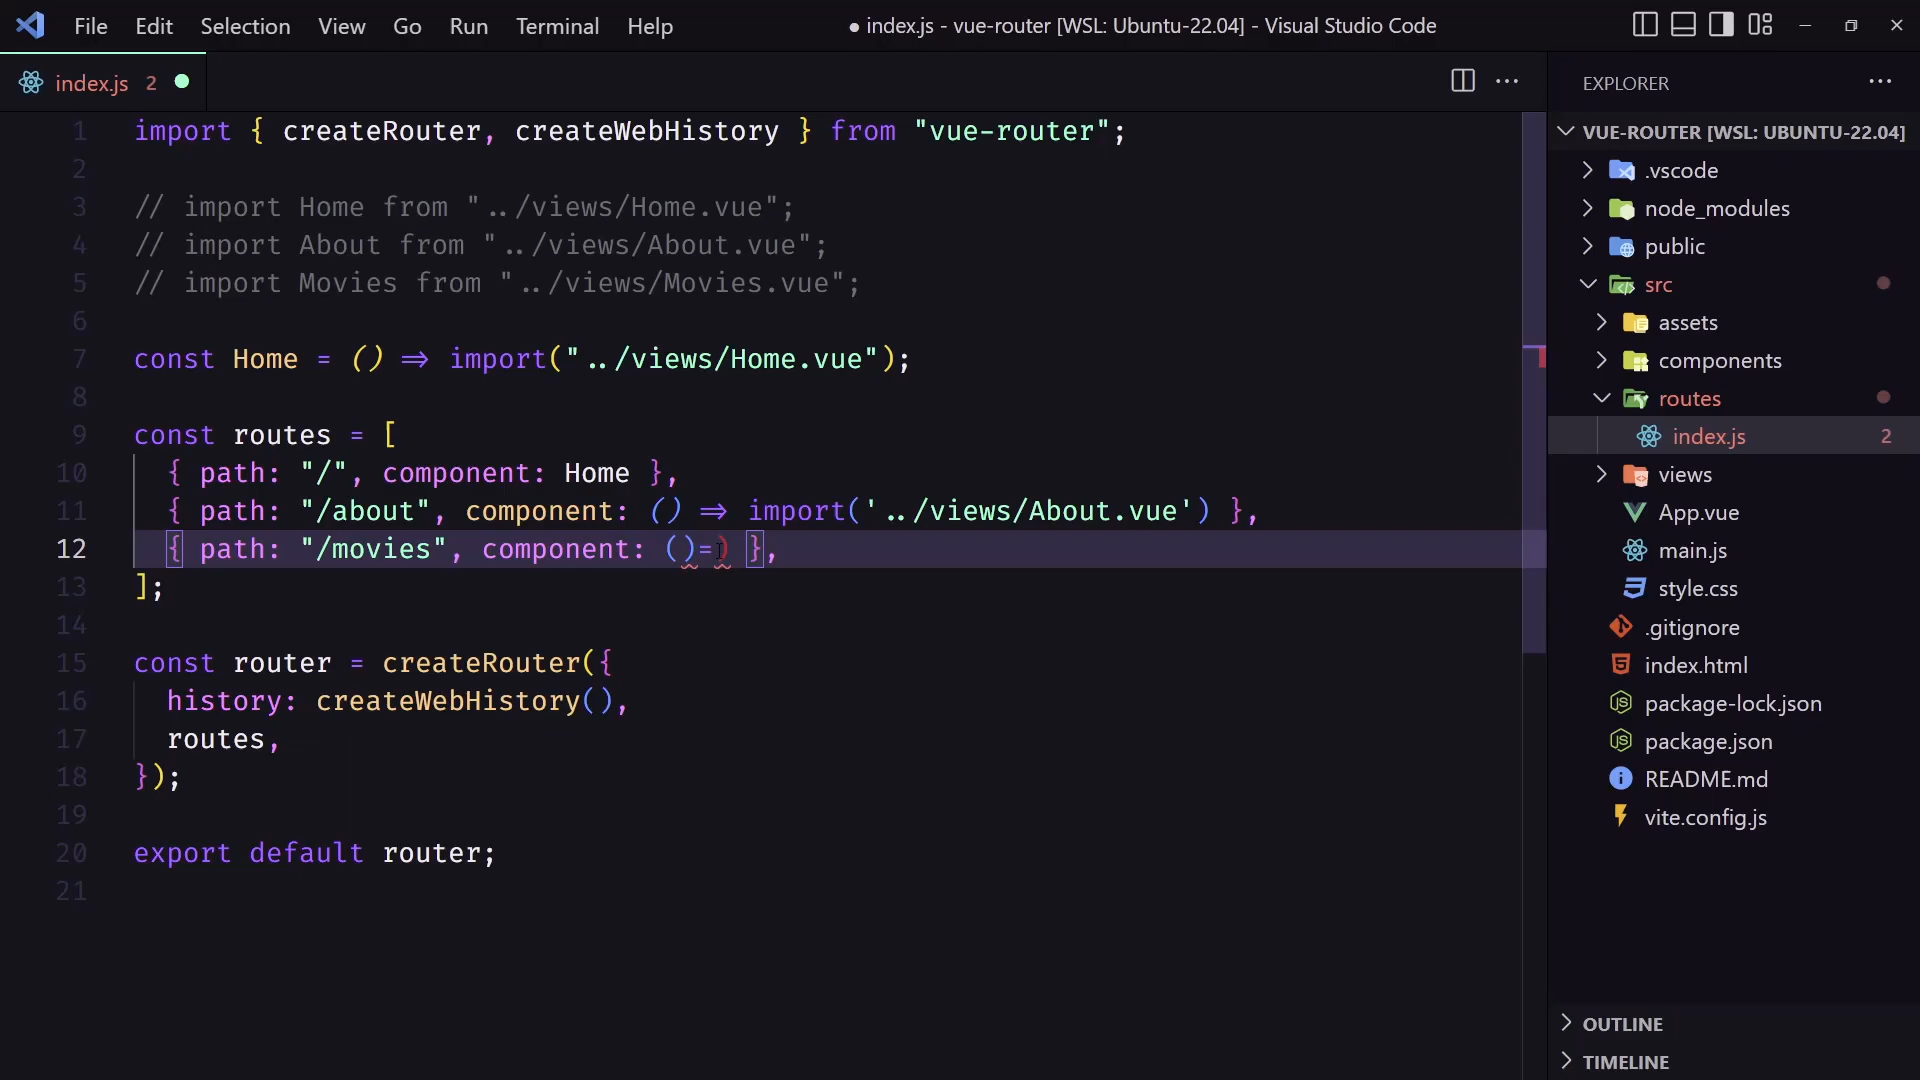 File Edit Selection View Go Run Terminal Help ● index.js - vue-router [WSL: Ubuntu-22.04] - Visual Studio Code
index.js 2
EXPLORER
1 import { createRouter, createWebHistory } from "vue-router";
2
3 // import Home from "../views/Home.vue";
4 // import About from "../views/About.vue";
5 // import Movies from "../views/Movies.vue";
6
7 const Home = () => import("../views/Home.vue");
8
9 const routes = [
10 { path: "/", component: Home },
11 { path: "/about", component: () => import('../views/About.vue') },
12 { path: "/movies", component: ()=) },
13 ];
14
15 const router = createRouter({
16 history: createWebHistory(),
17 routes,
18 });
19
20 export default router;
21
VUE-ROUTER [WSL: UBUNTU-22.04]
.vscode
node_modules
public
src
assets
components
routes
index.js 2
views
App.vue
main.js
style.css
.gitignore
index.html
package-lock.json
package.json
README.md
vite.config.js
OUTLINE
TIMELINE